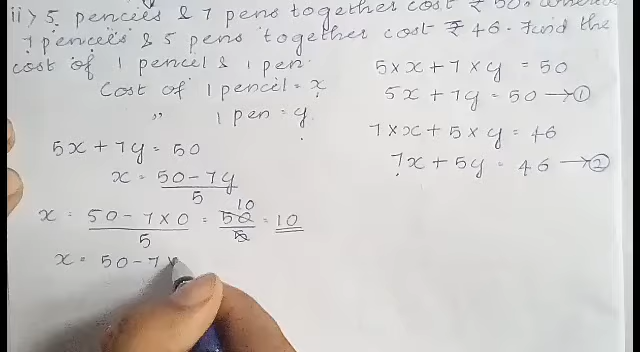 ii) 5 pencils & 7 pens together cost ₹ 50, whereas
7 pencils & 5 pens together cost ₹ 46. Find the
cost of 1 pencil & 1 pen.
Cost of 1 pencil = x
" 1 pen = y.
5x + 7y = 50
x = 50 - 7y / 5
x = 50 - 7 × 0 / 5 = 50 / 5 10 = 10
x = 50 - 7 ×
5 × x + 7 × y = 50
5x + 7y = 50 → ①
7 × x + 5 × y = 46
7x + 5y = 46 → ②